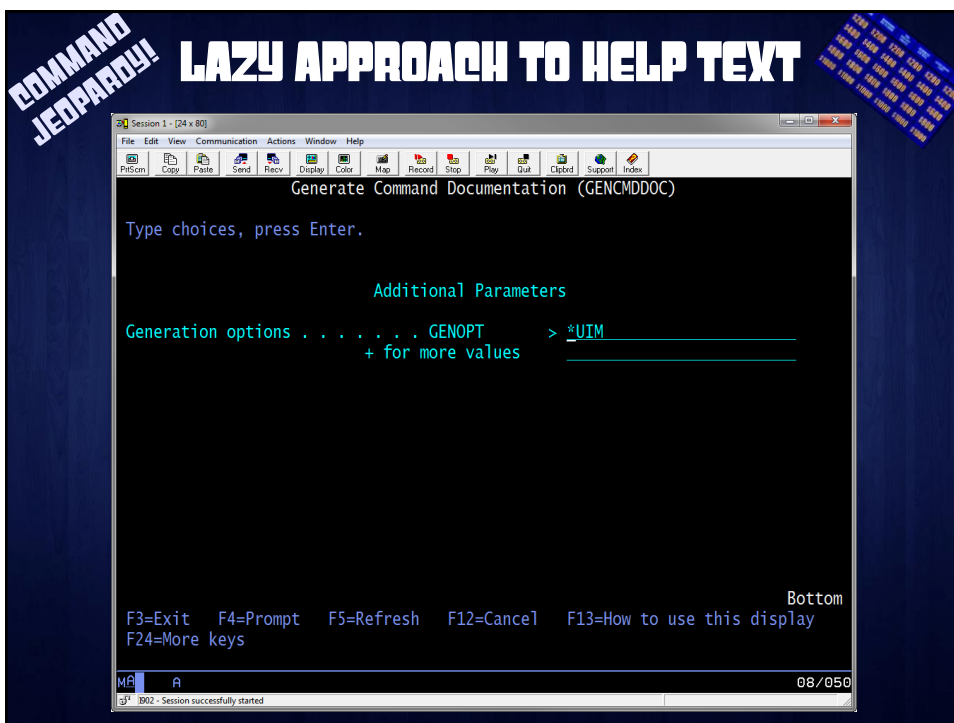 COMMAND
JEOPARDY!
LAZY APPROACH TO HELP TEXT
Session 1 - [24 x 80]
File Edit View Communication Actions Window Help
PrtScrn Copy Paste Send Recv Display Color Map Record Stop Play Quit Clipbrd Support Index
Generate Command Documentation (GENCMDDOC)
Type choices, press Enter.
Additional Parameters
Generation options . . . . . . . GENOPT > *UIM
+ for more values
Bottom
F3=Exit F4=Prompt F5=Refresh F12=Cancel F13=How to use this display
F24=More keys
MA A 08/050
I902 - Session successfully started